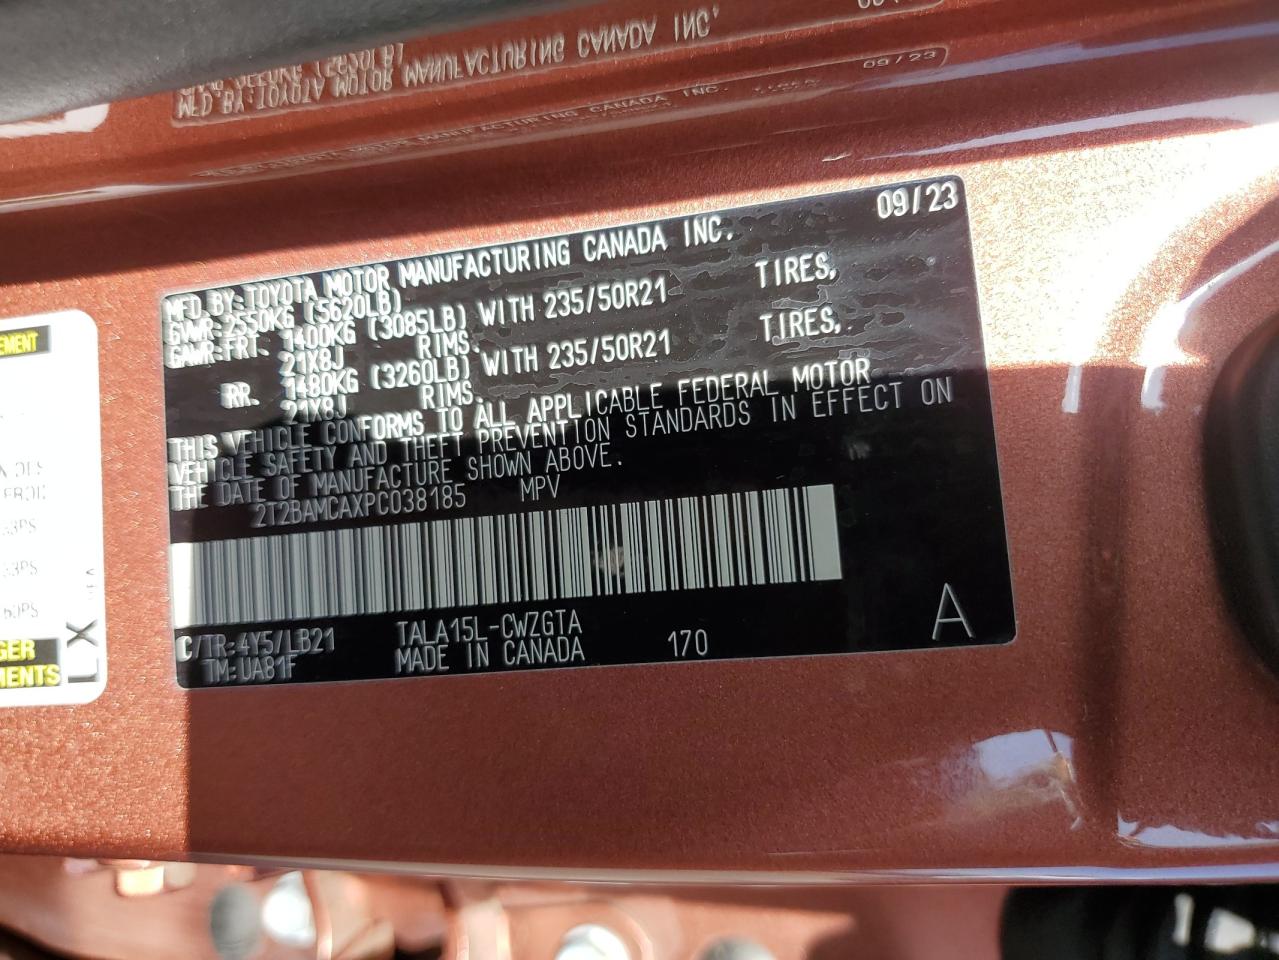 MFD. BY: TOYOTA MOTOR MANUFACTURING CANADA INC. 09/23
GVWR: 2550KG (5620LB)
GAWR: FRT. 1400KG (3085LB) WITH 235/50R21 TIRES,
21X8J RIMS.
RR. 1480KG (3260LB) WITH 235/50R21 TIRES,
21X8J RIMS.
THIS VEHICLE CONFORMS TO ALL APPLICABLE FEDERAL MOTOR
VEHICLE SAFETY AND THEFT PREVENTION STANDARDS IN EFFECT ON
THE DATE OF MANUFACTURE SHOWN ABOVE.
2T2BAMCAXPC038185 MPV
C/TR: 4Y5/LB21 TALA15L-CWZGTA 170 A
TM: UA81F MADE IN CANADA
LX